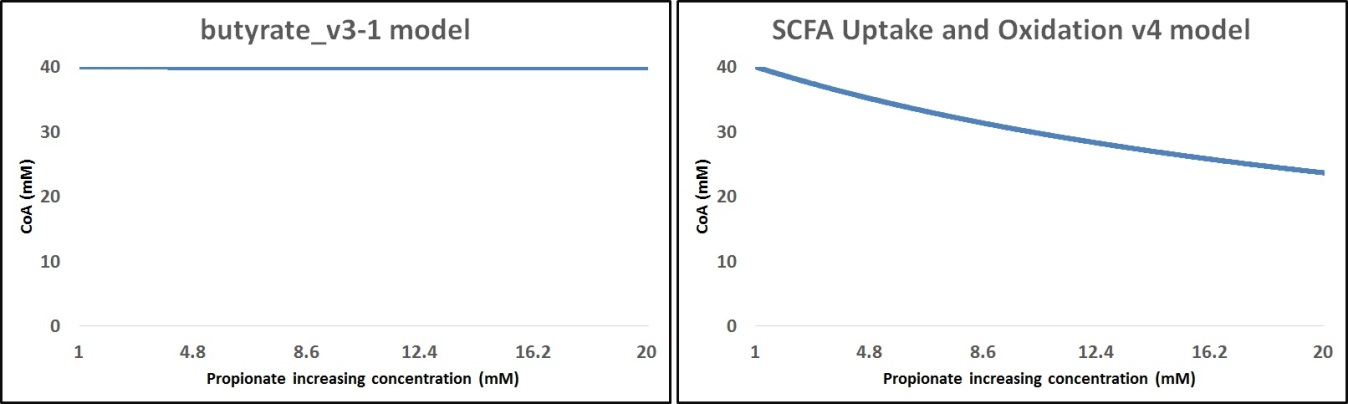 butyrate_v3-1 model
40
30
20
10
0
CoA (mM)
1 4.8 8.6 12.4 16.2 20
Propionate increasing concentration (mM)
SCFA Uptake and Oxidation v4 model
40
30
20
10
0
CoA (mM)
1 4.8 8.6 12.4 16.2 20
Propionate increasing concentration (mM)